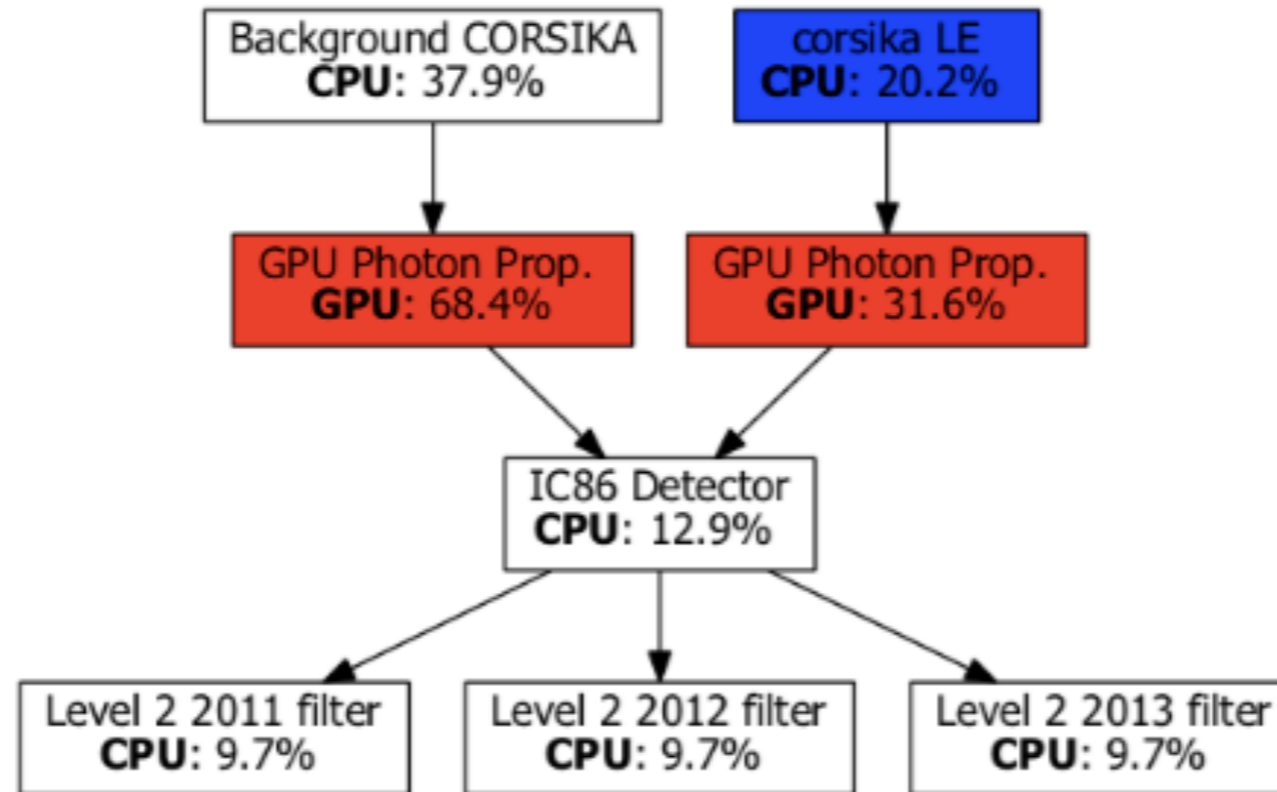 Background CORSIKA
CPU: 37.9%
corsika LE
CPU: 20.2%
GPU Photon Prop.
GPU: 68.4%
GPU Photon Prop.
GPU: 31.6%
IC86 Detector
CPU: 12.9%
Level 2 2011 filter
CPU: 9.7%
Level 2 2012 filter
CPU: 9.7%
Level 2 2013 filter
CPU: 9.7%